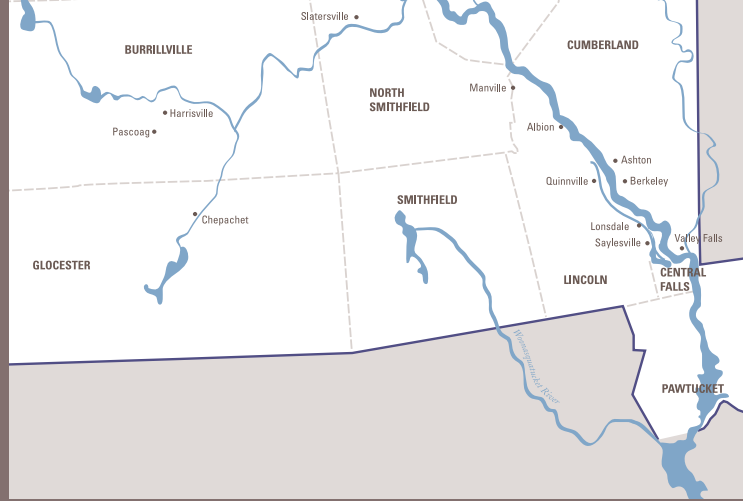 Slatersville
BURRILLVILLE
CUMBERLAND
NORTH
SMITHFIELD
Manville
Harrisville
Pascoag
Albion
Ashton
Quinnville
Berkeley
SMITHFIELD
Chepachet
Lonsdale
Saylesville
Valley Falls
GLOCESTER
LINCOLN
CENTRAL
FALLS
Woonasquatucket River
PAWTUCKET